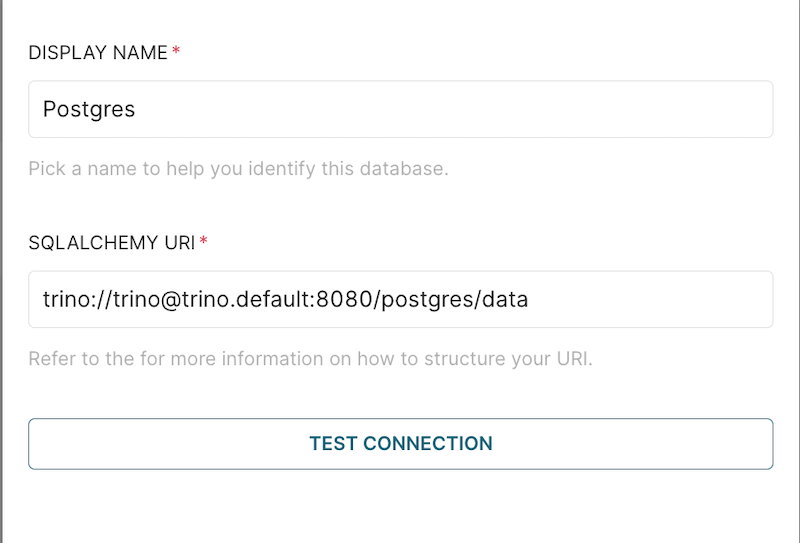 DISPLAY NAME *
Postgres
Pick a name to help you identify this database.
SQLALCHEMY URI *
trino://trino@trino.default:8080/postgres/data
Refer to the for more information on how to structure your URI.
TEST CONNECTION